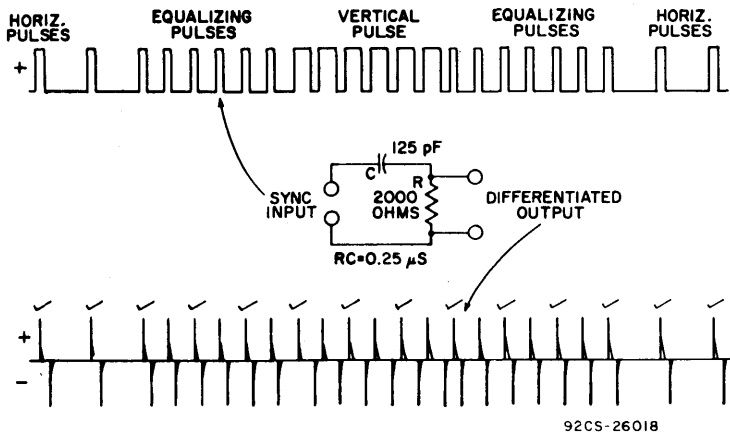 HORIZ.
PULSES
EQUALIZING
PULSES
VERTICAL
PULSE
EQUALIZING
PULSES
HORIZ.
PULSES
+
125 pF
C
R
SYNC
INPUT
2000
OHMS
DIFFERENTIATED
OUTPUT
RC=0.25 μS
+
-
92CS-26018